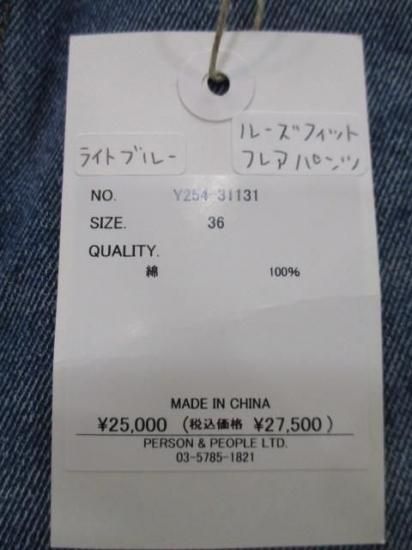 ルーズフィット
フレアパンツ
ライトブルー
NO. Y254-31131
SIZE. 36
QUALITY.
綿 100%
MADE IN CHINA
¥25,000 (税込価格 ¥27,500)
PERSON & PEOPLE LTD.
03-5785-1821